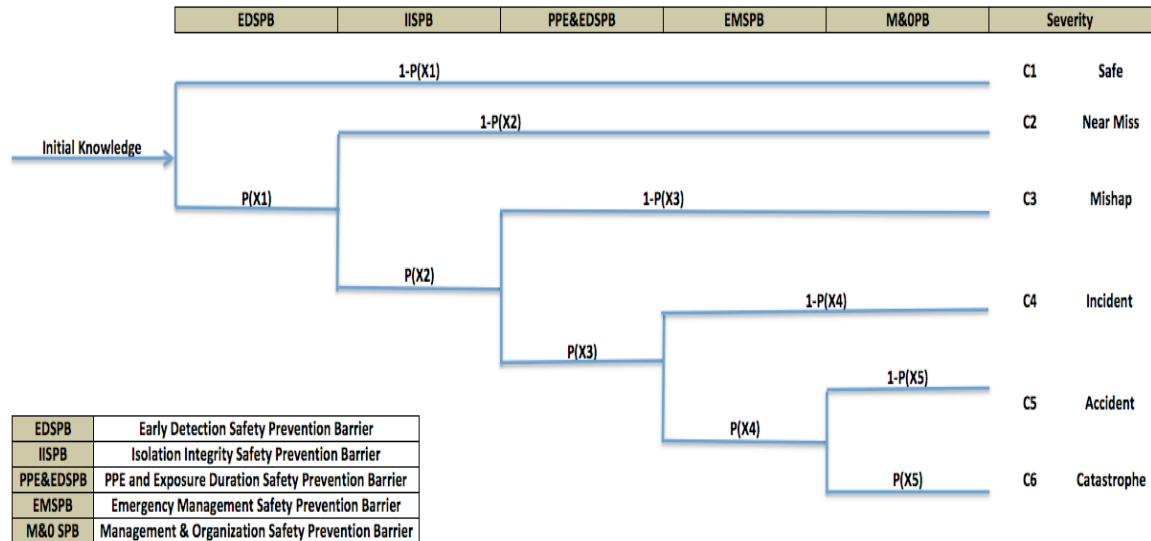 EDSPB IISPB PPE&EDSPB EMSPB M&0PB Severity
1-P(X1) C1 Safe
1-P(X2) C2 Near Miss
Initial Knowledge
P(X1) 1-P(X3) C3 Mishap
P(X2) 1-P(X4) C4 Incident
P(X3) 1-P(X5)
C5 Accident
P(X4)
P(X5) C6 Catastrophe
EDSPB Early Detection Safety Prevention Barrier
IISPB Isolation Integrity Safety Prevention Barrier
PPE&EDSPB PPE and Exposure Duration Safety Prevention Barrier
EMSPB Emergency Management Safety Prevention Barrier
M&0 SPB Management & Organization Safety Prevention Barrier